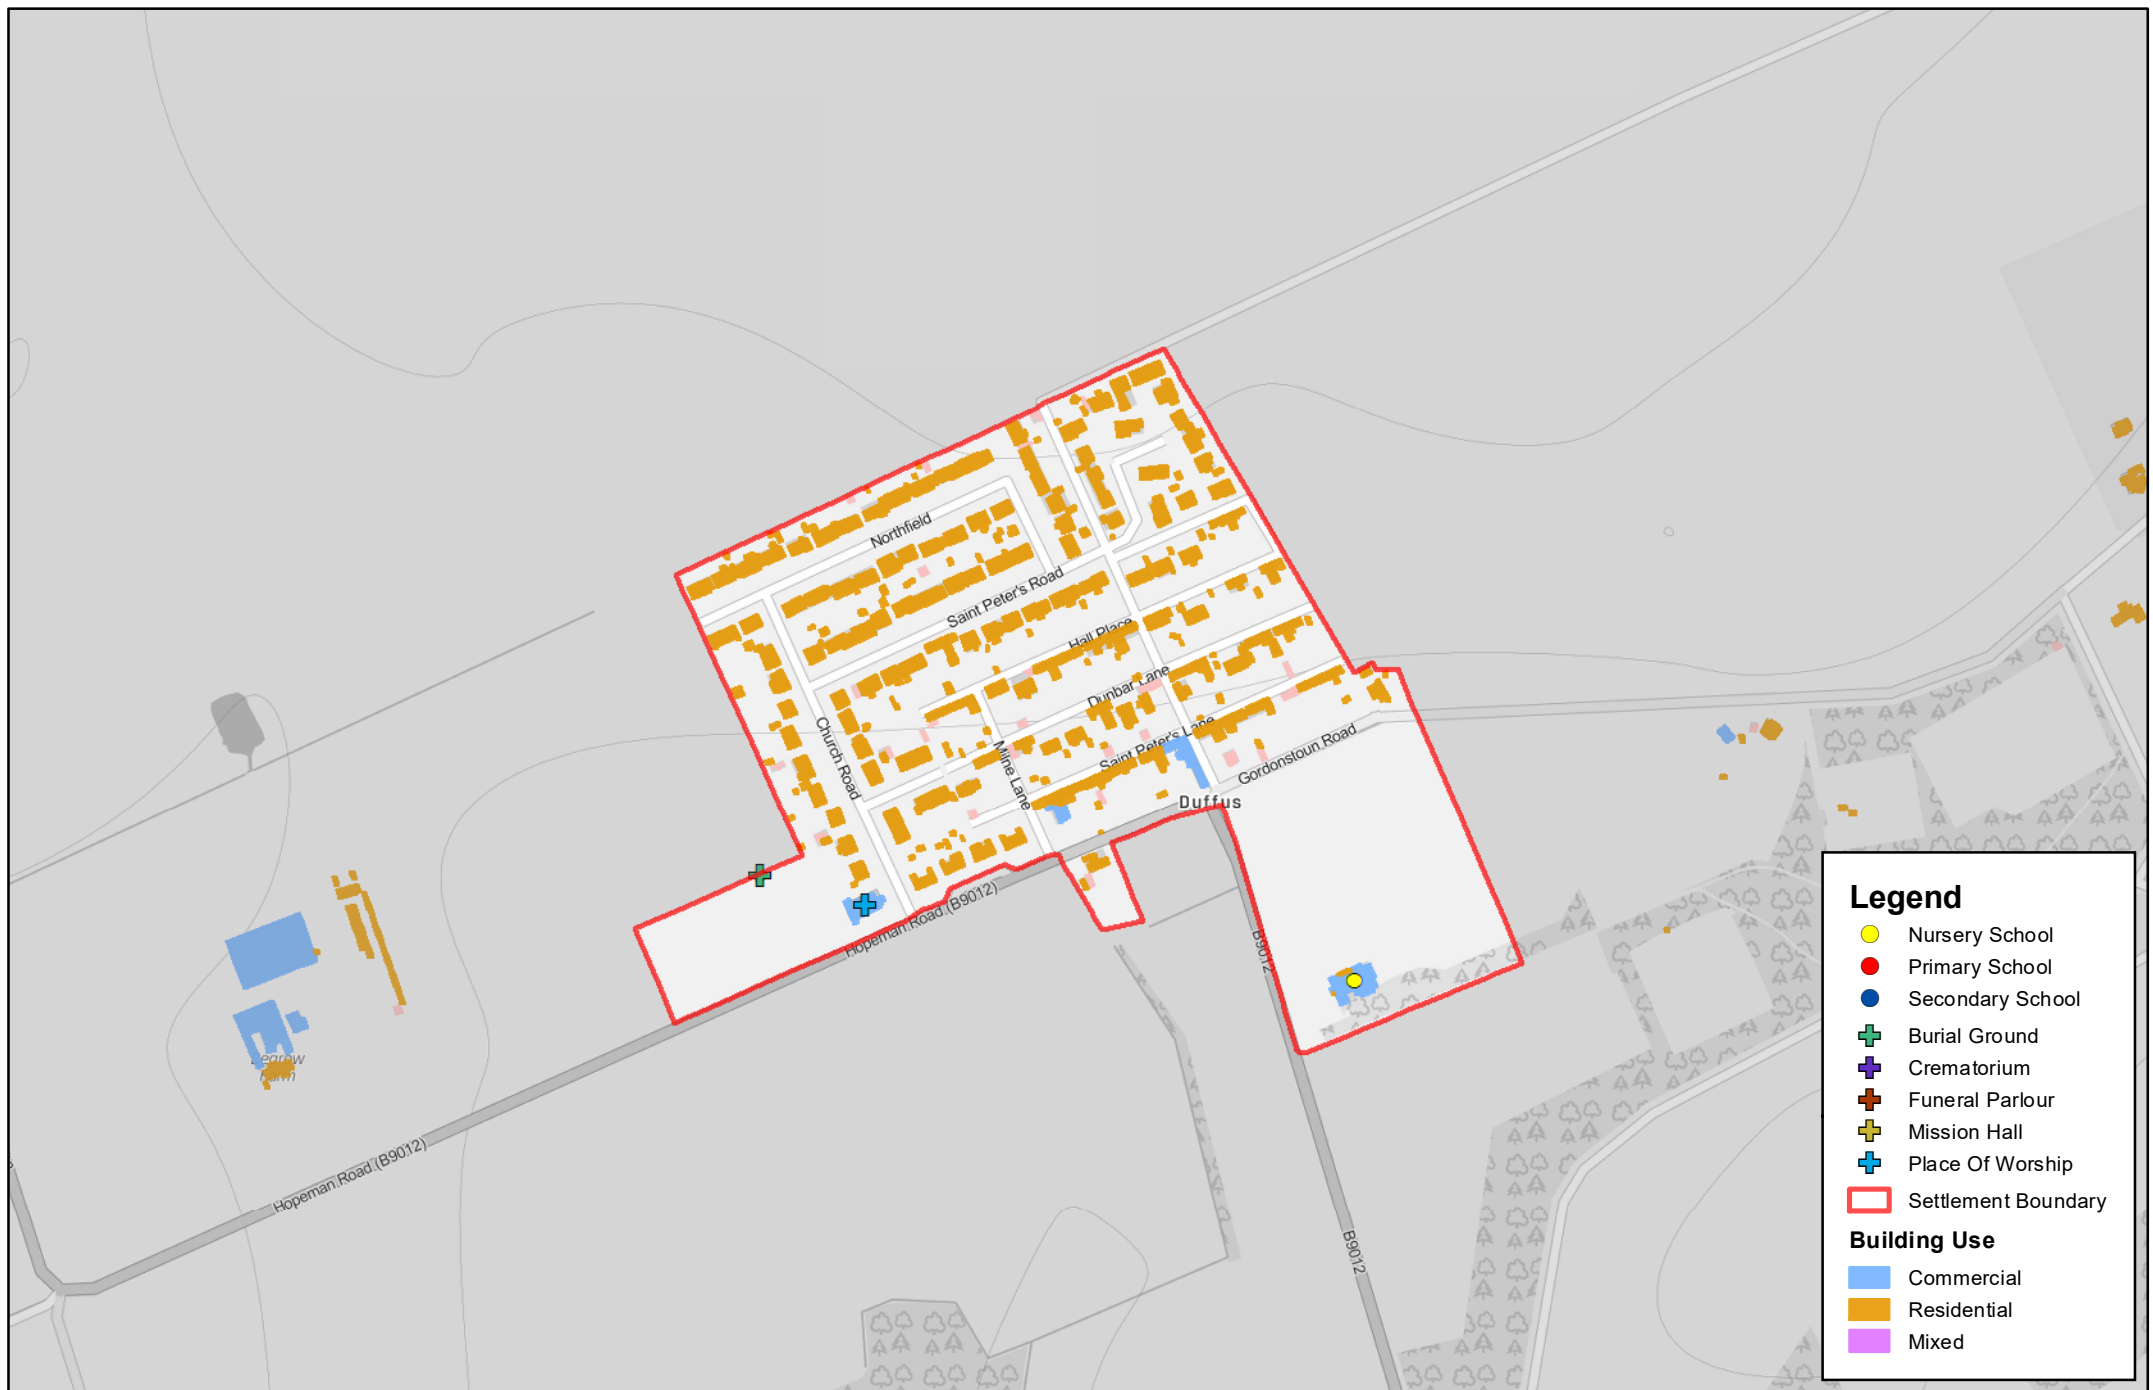 Northfield
Saint Peter's Road
Hall Place
Dunbar Lane
Saint Peter's Lane
Church Road
Milne Lane
Gordonstoun Road
Duffus
Hopeman Road (B9012)
B9012
Begrow
Farm
Hopeman Road (B9012)
B9012
Legend
Nursery School
Primary School
Secondary School
Burial Ground
Crematorium
Funeral Parlour
Mission Hall
Place Of Worship
Settlement Boundary
Building Use
Commercial
Residential
Mixed